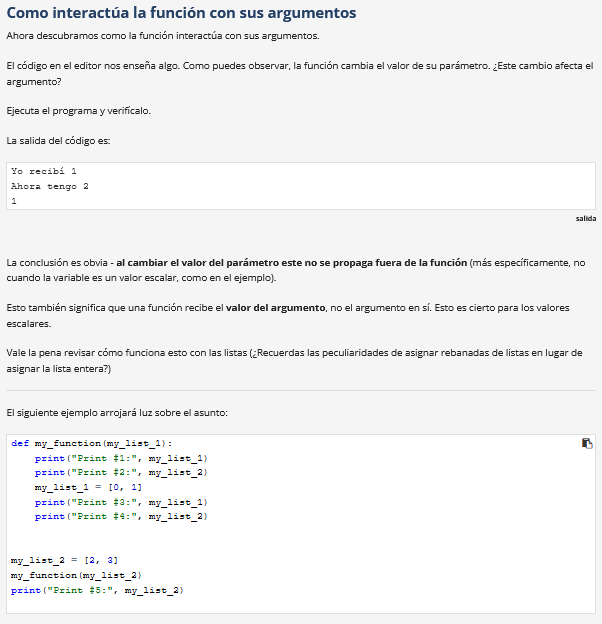 Como interactúa la función con sus argumentos
Ahora descubramos como la función interactúa con sus argumentos.
El código en el editor nos enseña algo. Como puedes observar, la función cambia el valor de su parámetro. ¿Este cambio afecta el
argumento?
Ejecuta el programa y verifícalo.
La salida del código es:
Yo recibí 1
Ahora tengo 2
1
salida
La conclusión es obvia - al cambiar el valor del parámetro este no se propaga fuera de la función (más específicamente, no
cuando la variable es un valor escalar, como en el ejemplo).
Esto también significa que una función recibe el valor del argumento, no el argumento en sí. Esto es cierto para los valores
escalares.
Vale la pena revisar cómo funciona esto con las listas (¿Recuerdas las peculiaridades de asignar rebanadas de listas en lugar de
asignar la lista entera?)
El siguiente ejemplo arrojará luz sobre el asunto:
def my_function(my_list_1):
    print("Print #1:", my_list_1)
    print("Print #2:", my_list_2)
    my_list_1 = [0, 1]
    print("Print #3:", my_list_1)
    print("Print #4:", my_list_2)
my_list_2 = [2, 3]
my_function(my_list_2)
print("Print #5:", my_list_2)